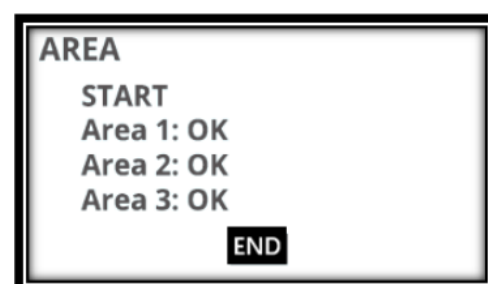 AREA
START
Area 1: OK
Area 2: OK
Area 3: OK
END